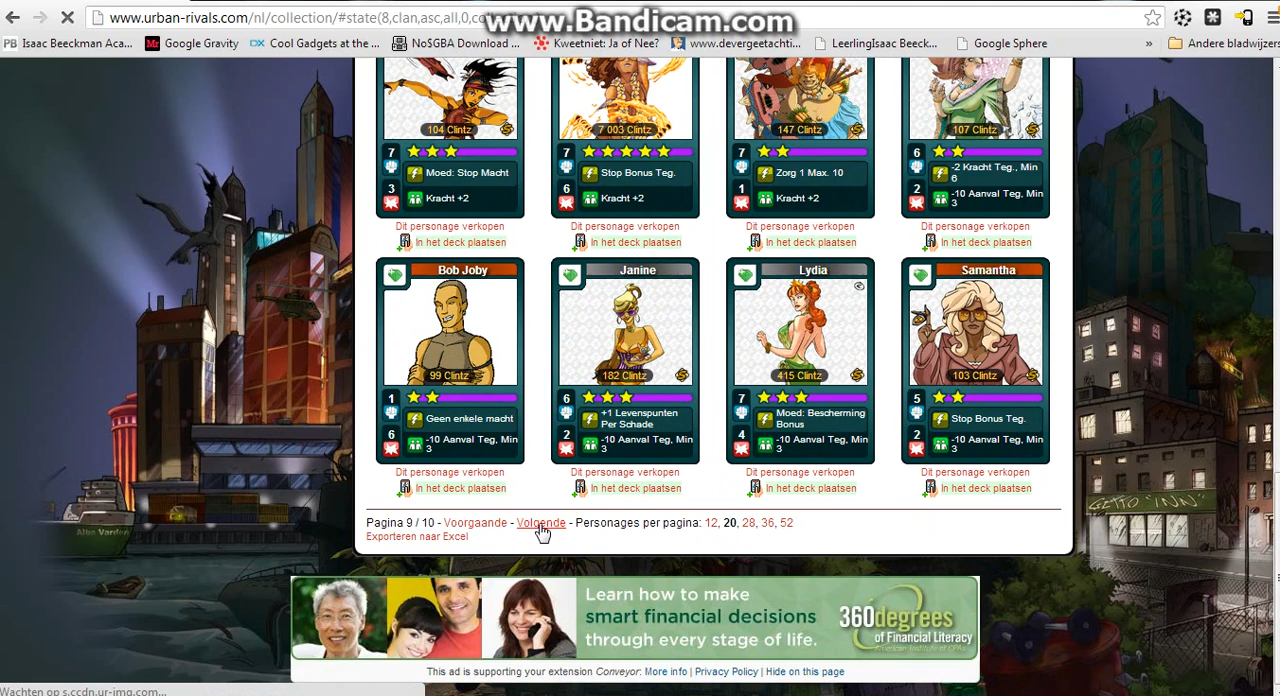 www.urban-rivals.com/nl/collection/#state(8,clan,asc,all,0,co
www.Bandicam.com
PB Isaac Beeckman Aca...
Mr Google Gravity
DX Cool Gadgets at the ...
No$GBA Download ...
Kweetniet: Ja of Nee?
www.devergeetachti...
LeerlingIsaac Beeck...
Google Sphere
»
Andere bladwijzers
104 Clintz
7 003 Clintz
147 Clintz
107 Clintz
7
Moed: Stop Macht
3
Kracht +2
7
Stop Bonus Teg.
6
Kracht +2
7
Zorg 1 Max. 10
1
Kracht +2
6
-2 Kracht Teg., Min
6
2
-10 Aanval Teg, Min
3
Dit personage verkopen
Dit personage verkopen
Dit personage verkopen
Dit personage verkopen
In het deck plaatsen
In het deck plaatsen
In het deck plaatsen
In het deck plaatsen
Bob Joby
Janine
Lydia
Samantha
99 Clintz
182 Clintz
415 Clintz
103 Clintz
1
Geen enkele macht
6
-10 Aanval Teg, Min
3
6
+1 Levenspunten
Per Schade
2
-10 Aanval Teg, Min
3
7
Moed: Bescherming
Bonus
4
-10 Aanval Teg, Min
3
5
Stop Bonus Teg.
2
-10 Aanval Teg, Min
3
Dit personage verkopen
Dit personage verkopen
Dit personage verkopen
Dit personage verkopen
In het deck plaatsen
In het deck plaatsen
In het deck plaatsen
In het deck plaatsen
Pagina 9 / 10 - Voorgaande - Volgende - Personages per pagina: 12, 20, 28, 36, 52
Exporteren naar Excel
GHETTO "INN"
Learn how to make
smart financial decisions
through every stage of life.
360degrees
of Financial Literacy
American Institute of CPAs
This ad is supporting your extension Conveyor: More info | Privacy Policy | Hide on this page
Wachten op s.ccdn.ur-img.com...